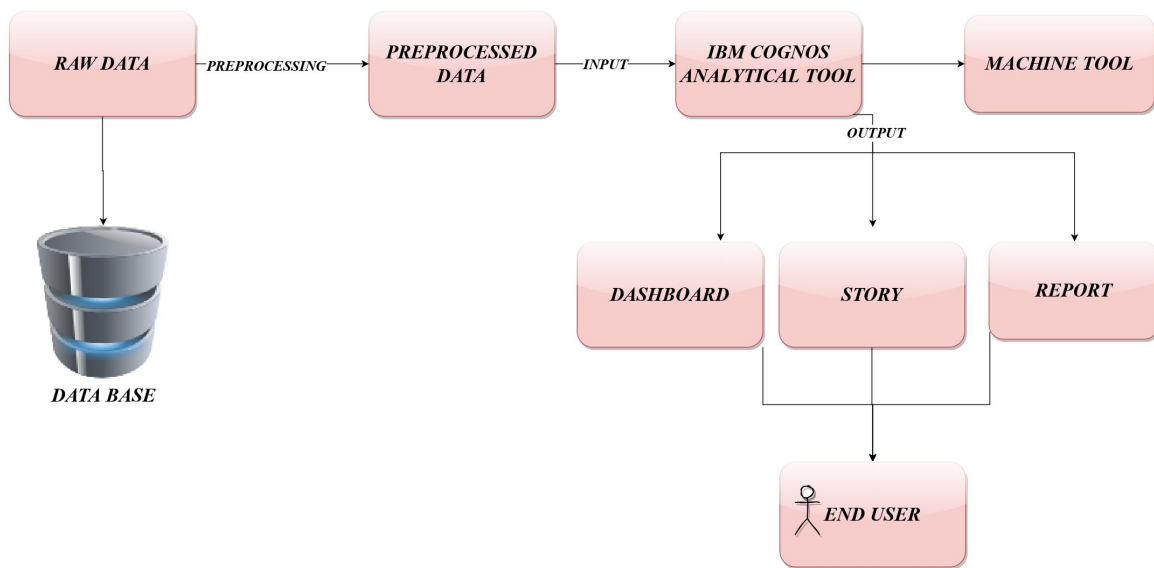 RAW DATA
PREPROCESSING
PREPROCESSED
DATA
INPUT
IBM COGNOS
ANALYTICAL TOOL
MACHINE TOOL
OUTPUT
DASHBOARD
STORY
REPORT
DATA BASE
END USER